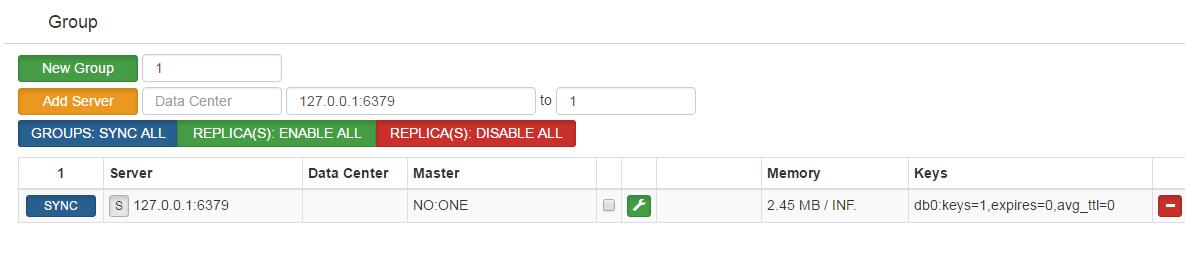 Group
New Group 1
Add Server Data Center 127.0.0.1:6379 to 1
GROUPS: SYNC ALL REPLICA(S): ENABLE ALL REPLICA(S): DISABLE ALL
1 Server Data Center Master Memory Keys
SYNC S 127.0.0.1:6379 NO:ONE 2.45 MB / INF. db0:keys=1,expires=0,avg_ttl=0